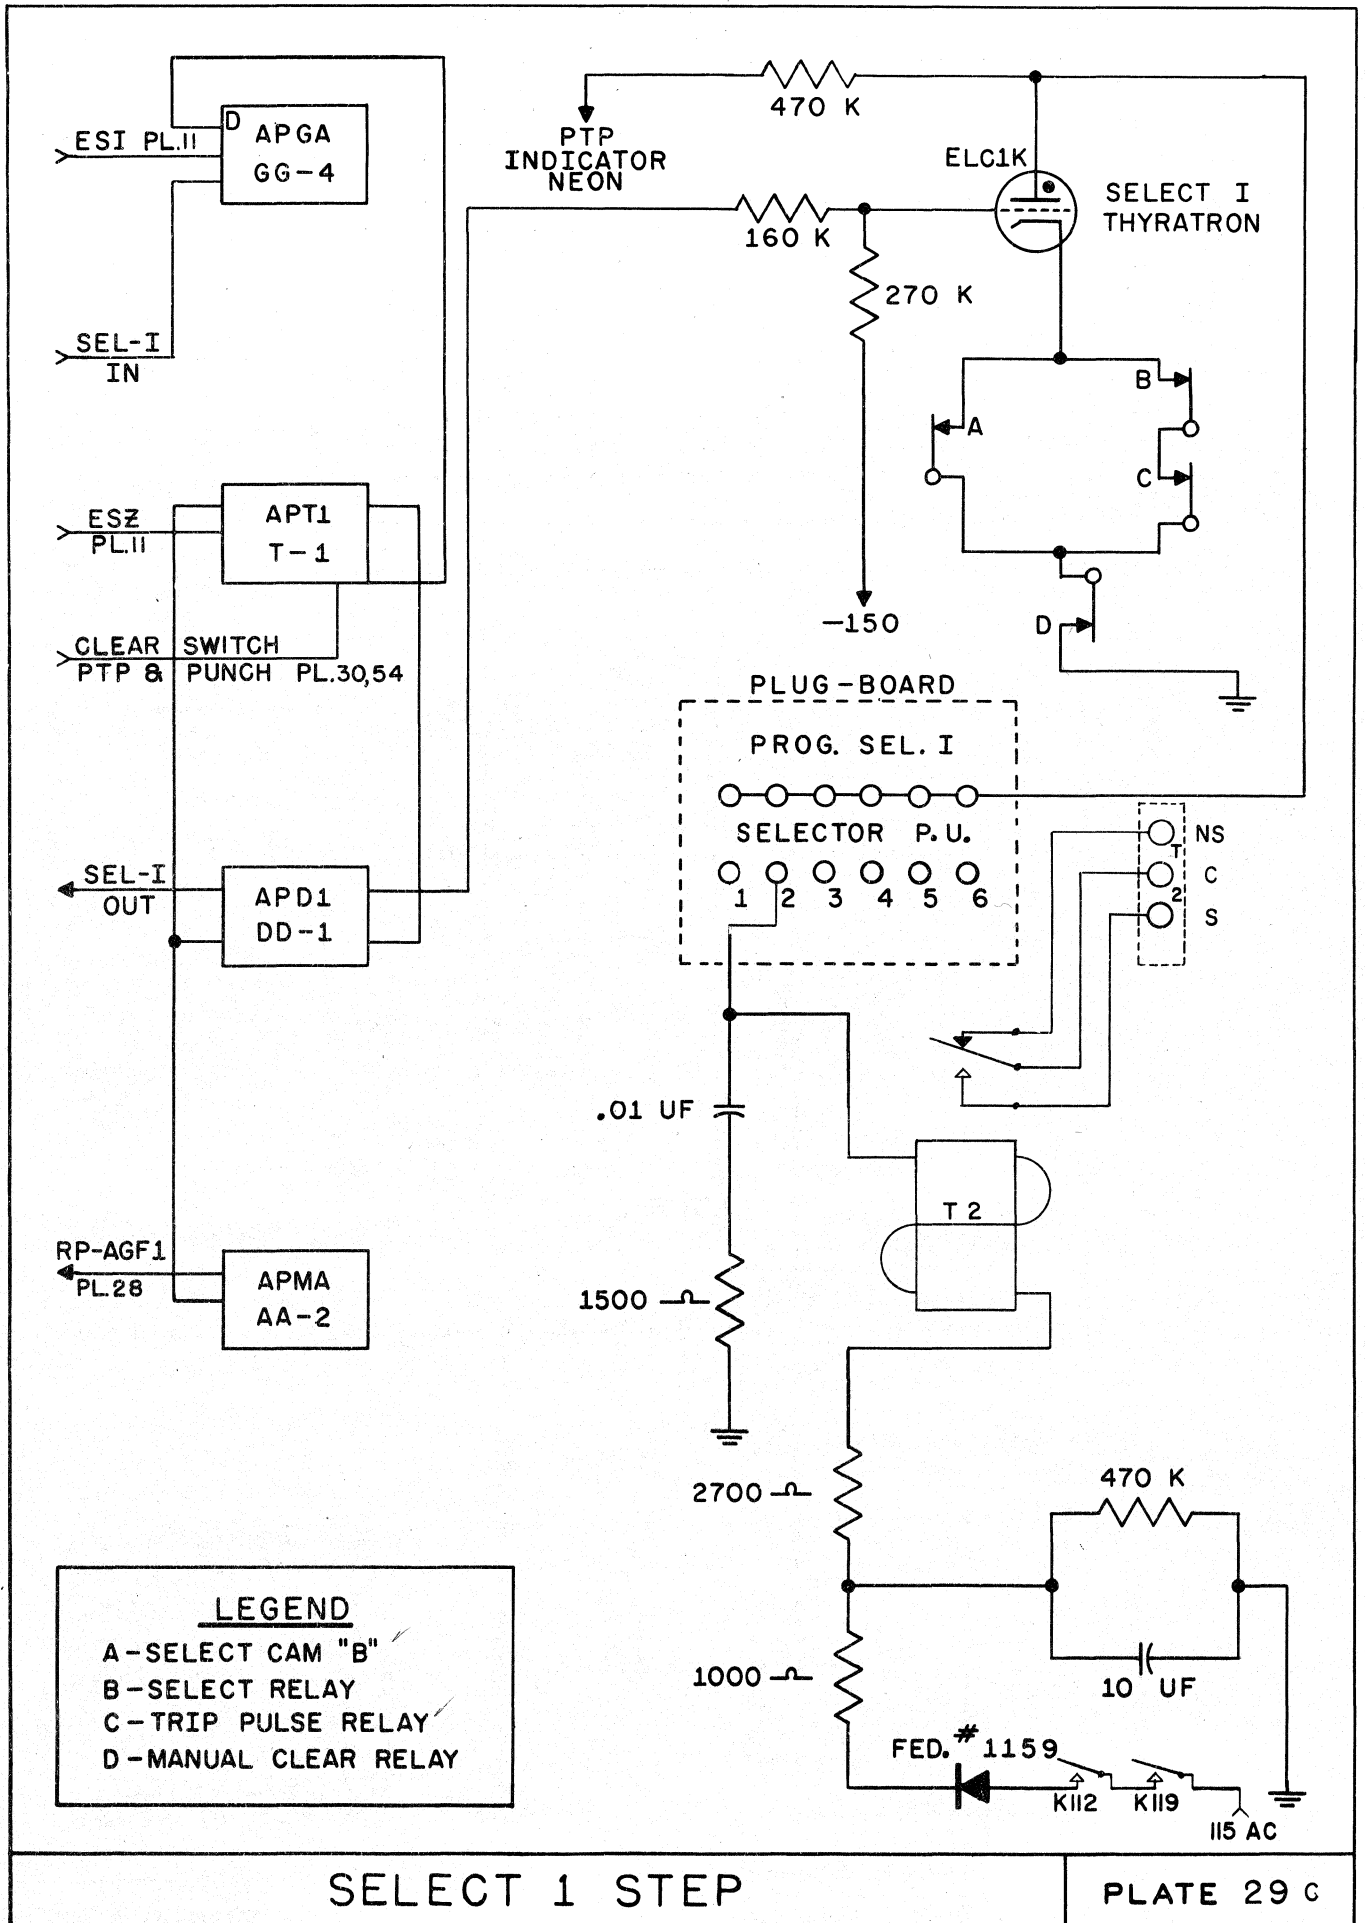 ESI PL.11
D
APGA
GG-4
SEL-I
IN
ESZ
PL.11
APT1
T-1
CLEAR SWITCH
PTP & PUNCH PL.30,54
SEL-I
OUT
APD1
DD-1
RP-AGF1
PL.28
APMA
AA-2
470 K
PTP
INDICATOR
NEON
ELC1K
SELECT I
THYRATRON
160 K
270 K
-150
A
B
C
D
PLUG-BOARD
PROG. SEL. I
SELECTOR P.U.
1 2 3 4 5 6
T
2
NS
C
S
.01 UF
T2
1500 Ω
2700 Ω
470 K
10 UF
1000 Ω
FED. #1159
K112
K119
115 AC
LEGEND
A-SELECT CAM "B"
B-SELECT RELAY
C-TRIP PULSE RELAY
D-MANUAL CLEAR RELAY
SELECT 1 STEP
PLATE 29 C